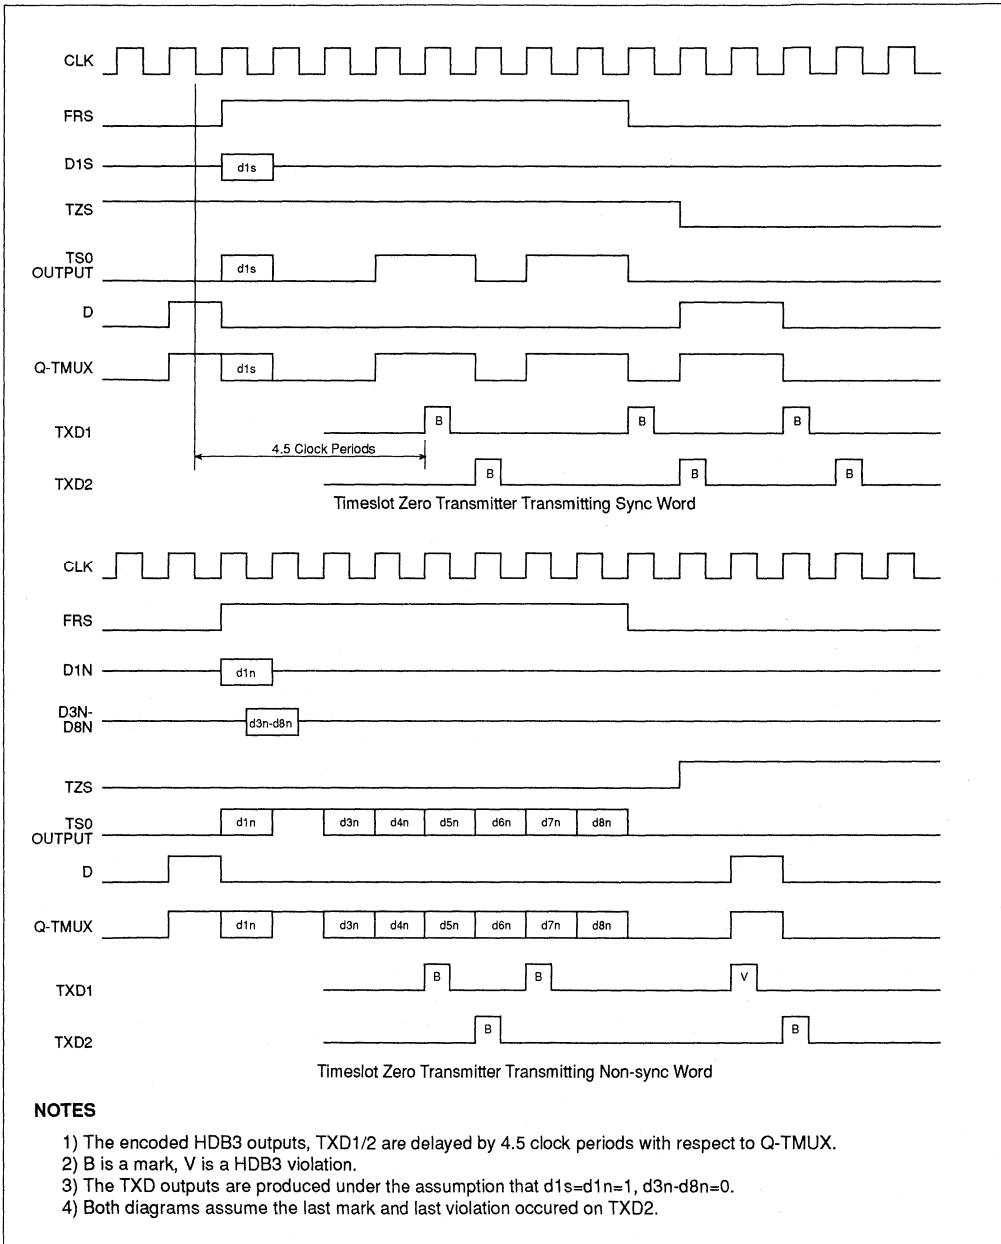 CLK
FRS
D1S
d1s
TZS
TS0
OUTPUT
d1s
D
Q-TMUX
d1s
TXD1
B
B
B
4.5 Clock Periods
TXD2
B
B
B
Timeslot Zero Transmitter Transmitting Sync Word
CLK
FRS
D1N
d1n
D3N-
D8N
d3n-d8n
TZS
TS0
OUTPUT
d1n
d3n
d4n
d5n
d6n
d7n
d8n
D
Q-TMUX
d1n
d3n
d4n
d5n
d6n
d7n
d8n
TXD1
B
B
V
TXD2
B
B
Timeslot Zero Transmitter Transmitting Non-sync Word
NOTES
1) The encoded HDB3 outputs, TXD1/2 are delayed by 4.5 clock periods with respect to Q-TMUX.
2) B is a mark, V is a HDB3 violation.
3) The TXD outputs are produced under the assumption that d1s=d1n=1, d3n-d8n=0.
4) Both diagrams assume the last mark and last violation occured on TXD2.